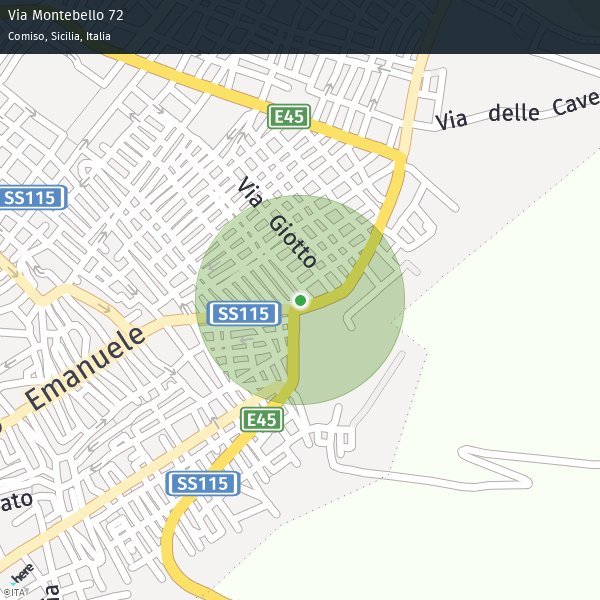 Via Montebello 72
Comiso, Sicilia, Italia
E45
Via delle Cave
SS115
Via Giotto
SS115
Emanuele
E45
SS115
ato
here
©ITA